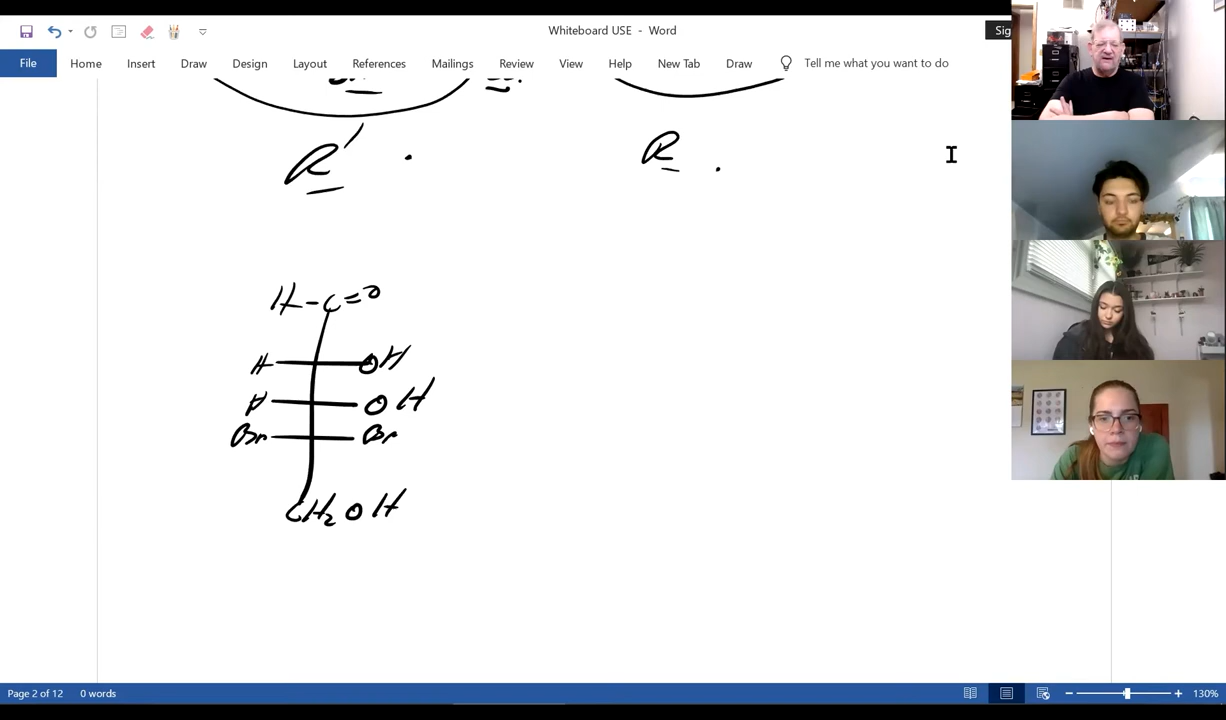 Whiteboard USE - Word
Sig
File Home Insert Draw Design Layout References Mailings Review View Help New Tab Draw Tell me what you want to do
R' . R .
H-C=O
H OH
H OH
Br Br
CH2OH
Page 2 of 12 0 words 130%